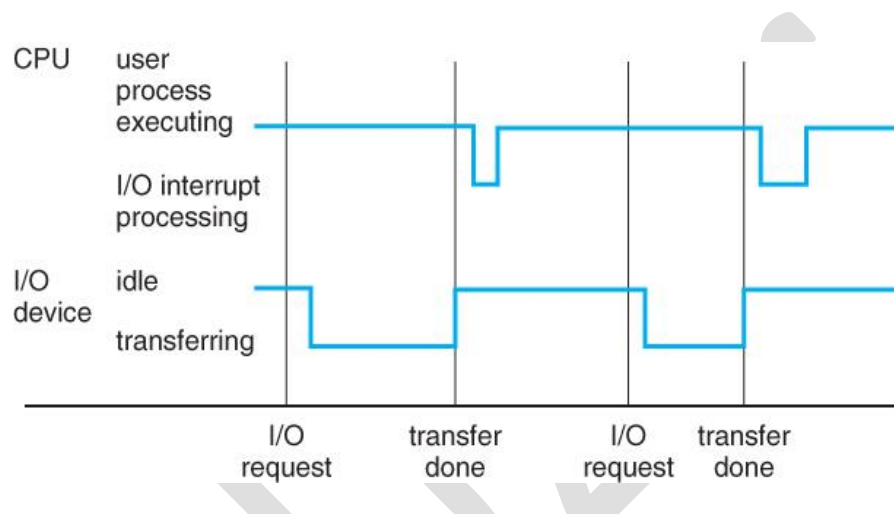 CPU
user
process
executing
I/O interrupt
processing
I/O
device
idle
transferring
I/O
request
transfer
done
I/O
request
transfer
done